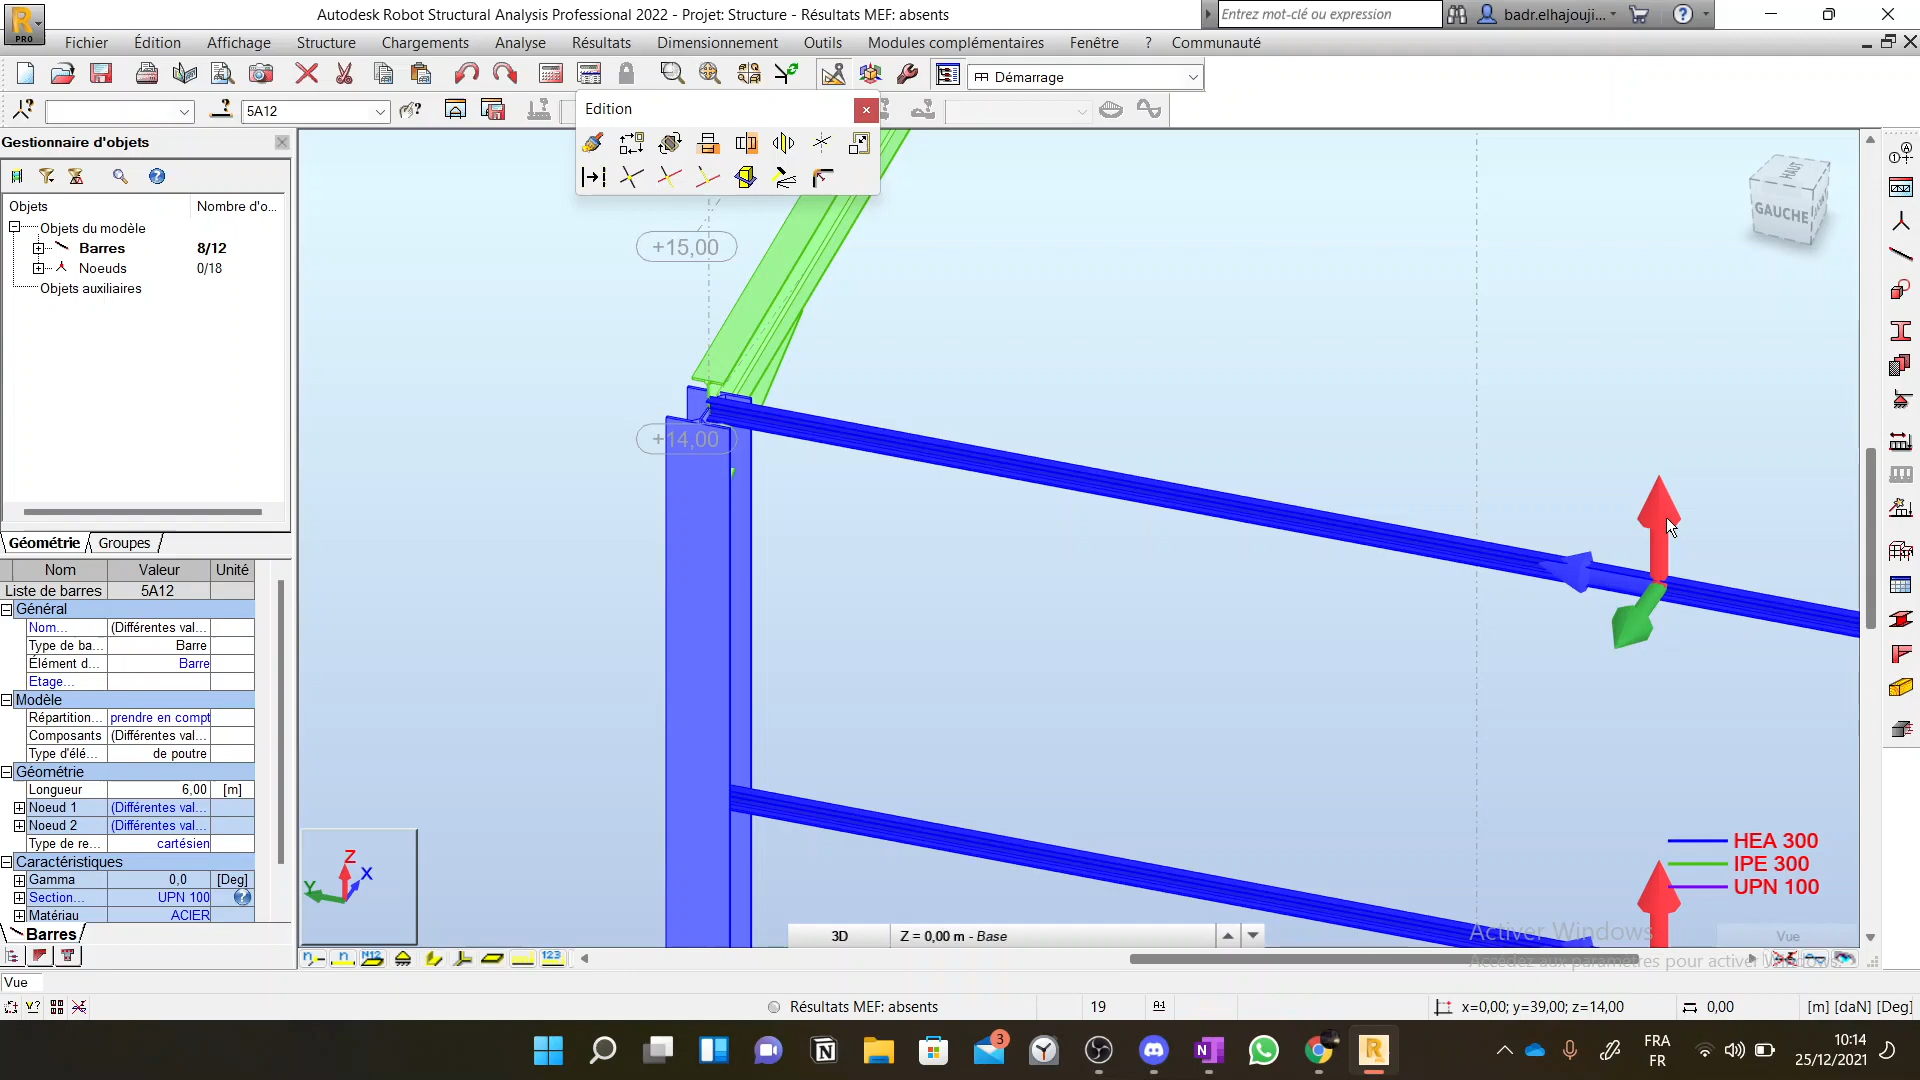 Autodesk Robot Structural Analysis Professional 2022 - Projet: Structure - Résultats MEF: absents
Entrez mot-clé ou expression
badr.elhajouji...
PRO
Fichier Édition Affichage Structure Chargements Analyse Résultats Dimensionnement Outils Modules complémentaires Fenêtre ? Communauté
Démarrage
5A12
Edition
Gestionnaire d'objets
Objets Nombre d'o...
Objets du modèle
Barres 8/12
Noeuds 0/18
Objets auxiliaires
Géométrie Groupes
Nom Valeur Unité
Liste de barres 5A12
Général
Nom... (Différentes val...
Type de ba... Barre
Élément d... Barre
Etage...
Modèle
Répartition... prendre en compt
Composants (Différentes val...
Type d'élé... de poutre
Géométrie
Longueur 6,00 [m]
Noeud 1 (Différentes val...
Noeud 2 (Différentes val...
Type de re... cartésien
Caractéristiques
Gamma 0,0 [Deg]
Section... UPN 100
Matériau ACIER
Barres
+15,00
+14,00
HAUT
GAUCHE
HEA 300
IPE 300
UPN 100
Z
X
Y
3D Z = 0,00 m - Base
Vue
Activer Windows
Accédez aux paramètres pour activer Windows.
Vue
Résultats MEF: absents 19 x=0,00; y=39,00; z=14,00 0,00 [m] [daN] [Deg]
3
FRA
FR
10:14
25/12/2021